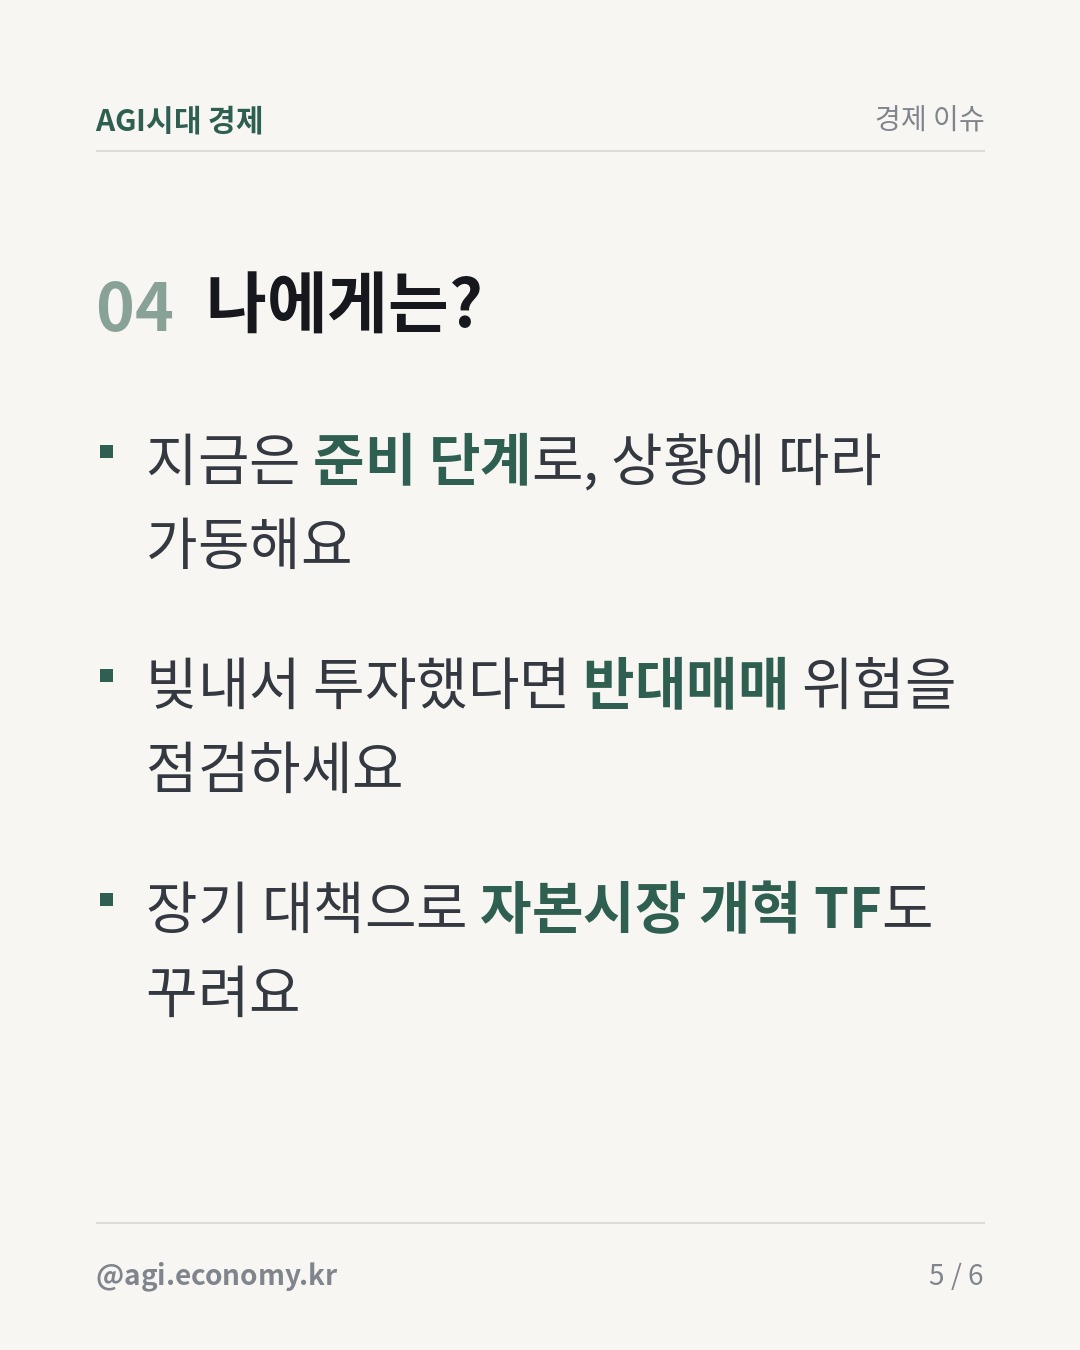 AGI시대 경제
경제 이슈
04 나에게는?
▪ 지금은 준비 단계로, 상황에 따라
가동해요
▪ 빚내서 투자했다면 반대매매 위험을
점검하세요
▪ 장기 대책으로 자본시장 개혁 TF도
꾸려요
@agi.economy.kr
5 / 6